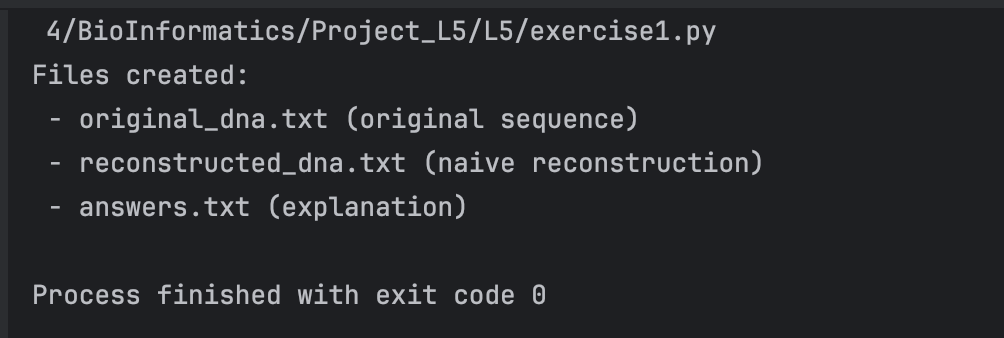 4/BioInformatics/Project_L5/L5/exercise1.py
Files created:
- original_dna.txt (original sequence)
- reconstructed_dna.txt (naive reconstruction)
- answers.txt (explanation)
Process finished with exit code 0